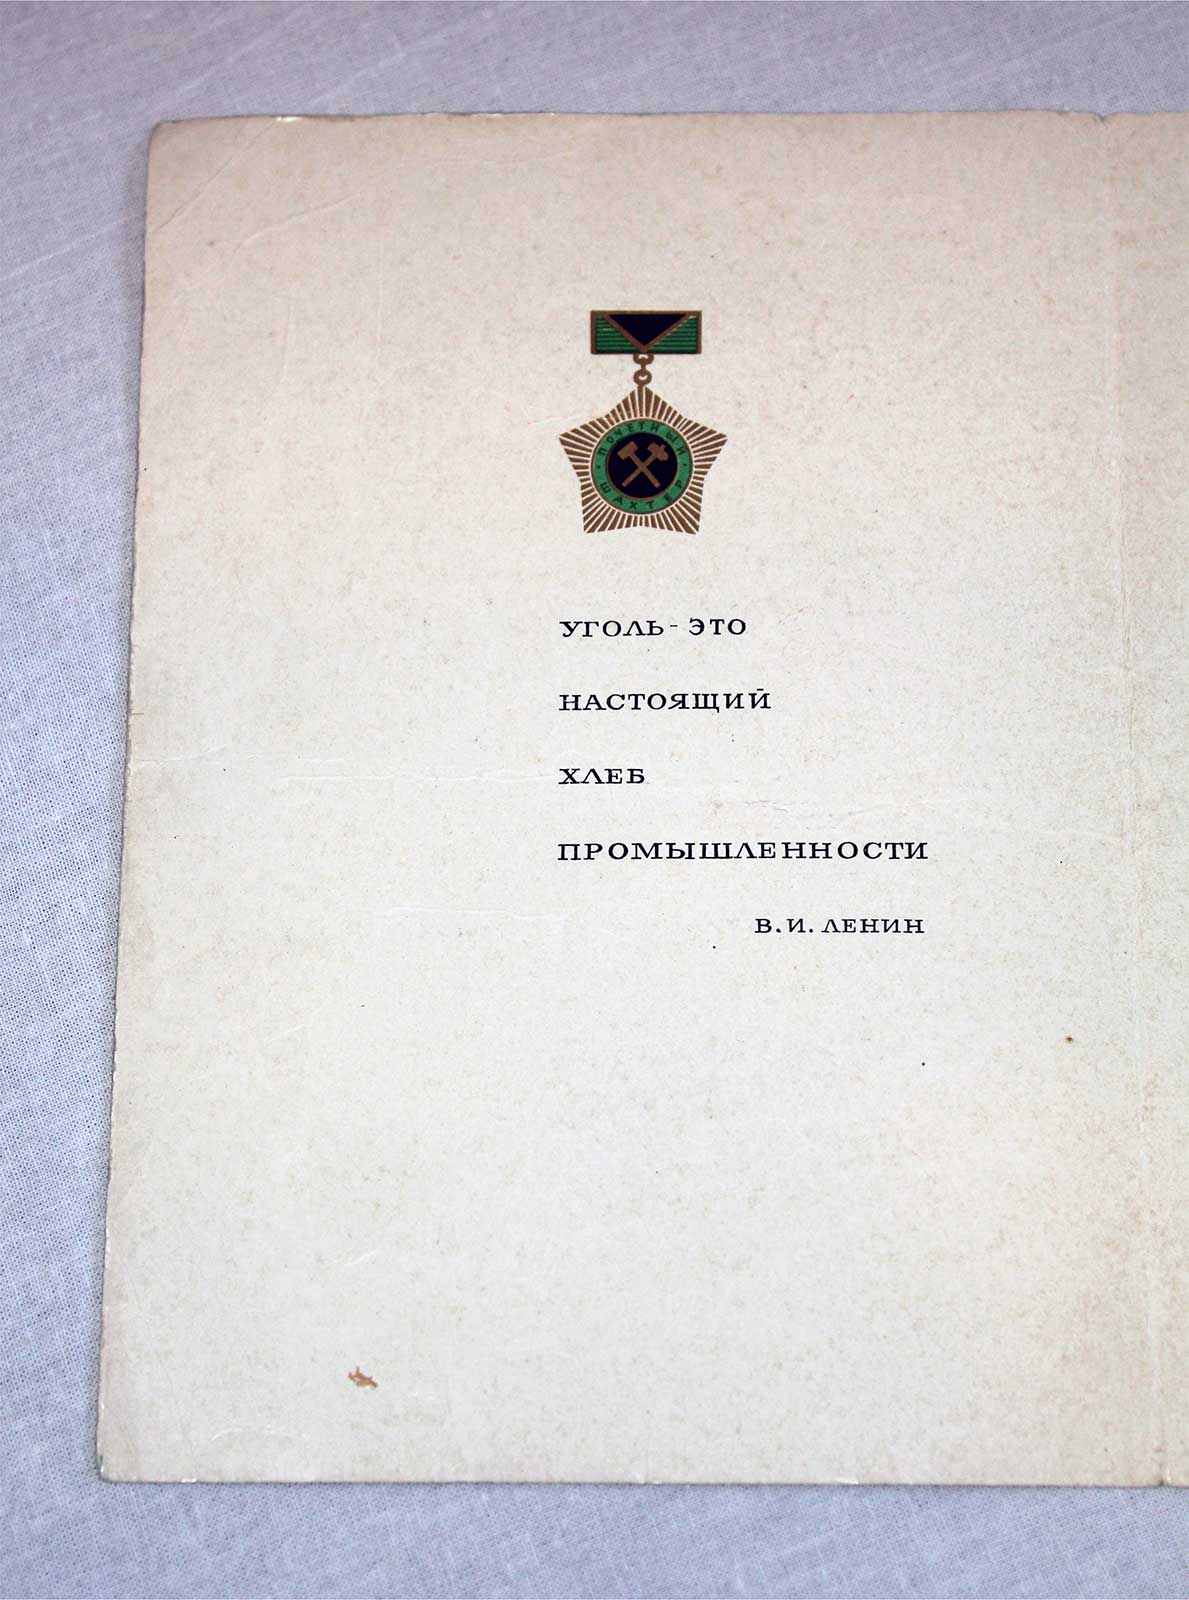 ПОЧЕТНЫЙ
ШАХТЕР
УГОЛЬ - ЭТО
НАСТОЯЩИЙ
ХЛЕБ
ПРОМЫШЛЕННОСТИ
В. И. ЛЕНИН